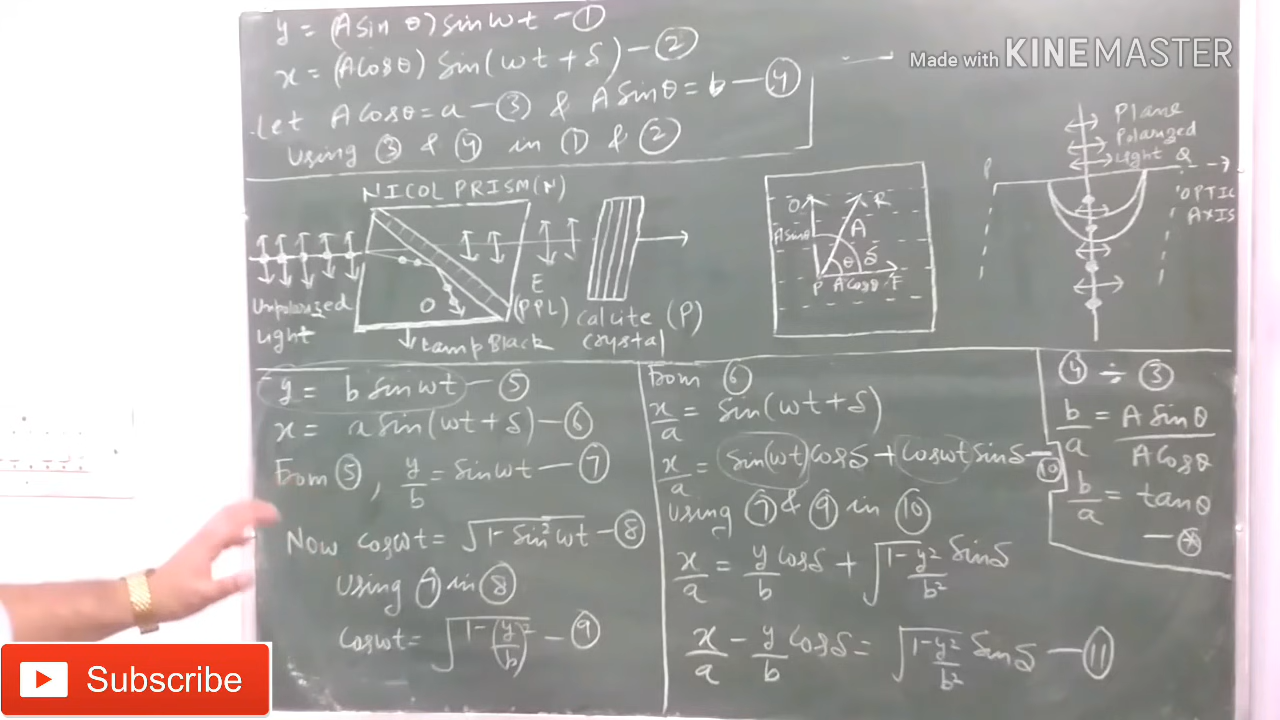 y = (A sin θ) sin ωt - ①
x = (A cos θ) sin(ωt + δ) - ②
Let A cos θ = a - ③ & A sin θ = b - ④
Using ③ & ④ in ① & ②
Made with KINEMASTER
NICOL PRISM (N)
Unpolarized
Light
O
E
(PPL)
Lamp Black
Calcite (P)
Crystal
O
R
A sin θ
A
θ
δ
P
A cos θ
E
Plane
Polarized
Light
P
Q
OPTIC
AXIS
y = b sin ωt - ⑤
x = a sin(ωt + δ) - ⑥
From ⑤, y/b = sin ωt - ⑦
Now cos ωt = √(1 - sin² ωt) - ⑧
Using ⑦ in ⑧
cos ωt = √(1 - (y/b)²) - ⑨
From ⑥
x/a = sin(ωt + δ)
x/a = sin(ωt) cos δ + cos ωt sin δ - ⑩
Using ⑦ & ⑨ in ⑩
x/a = y/b cos δ + √(1 - y²/b²) sin δ
x/a - y/b cos δ = √(1 - y²/b²) sin δ - ⑪
④ ÷ ③
b/a = A sin θ / A cos θ
b/a = tan θ
- ⊛
Subscribe